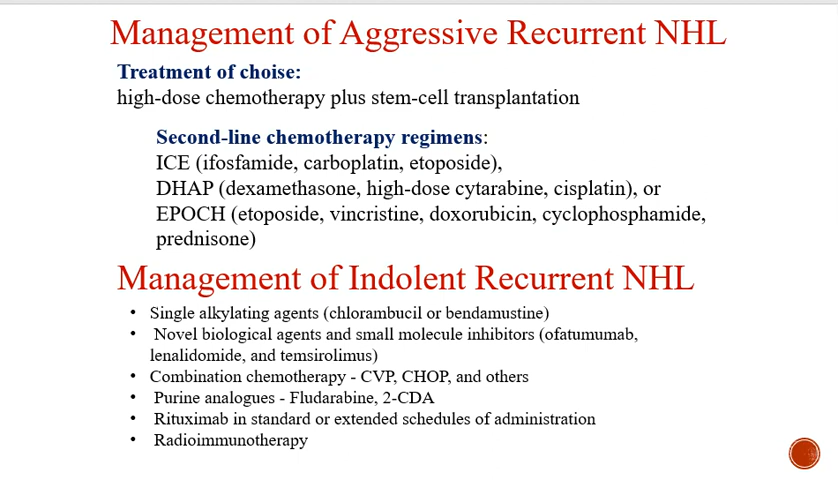 Management of Aggressive Recurrent NHL
Treatment of choise:
high-dose chemotherapy plus stem-cell transplantation
Second-line chemotherapy regimens:
ICE (ifosfamide, carboplatin, etoposide),
DHAP (dexamethasone, high-dose cytarabine, cisplatin), or
EPOCH (etoposide, vincristine, doxorubicin, cyclophosphamide,
prednisone)
Management of Indolent Recurrent NHL
• Single alkylating agents (chlorambucil or bendamustine)
• Novel biological agents and small molecule inhibitors (ofatumumab,
lenalidomide, and temsirolimus)
• Combination chemotherapy - CVP, CHOP, and others
• Purine analogues - Fludarabine, 2-CDA
• Rituximab in standard or extended schedules of administration
• Radioimmunotherapy